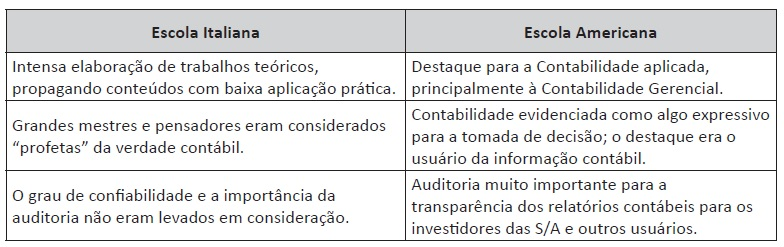 Escola Italiana
Escola Americana
Intensa elaboração de trabalhos teóricos,
propagando conteúdos com baixa aplicação prática.
Destaque para a Contabilidade aplicada,
principalmente à Contabilidade Gerencial.
Grandes mestres e pensadores eram considerados
“profetas” da verdade contábil.
Contabilidade evidenciada como algo expressivo
para a tomada de decisão; o destaque era o
usuário da informação contábil.
O grau de confiabilidade e a importância da
auditoria não eram levados em consideração.
Auditoria muito importante para a
transparência dos relatórios contábeis para os
investidores das S/A e outros usuários.